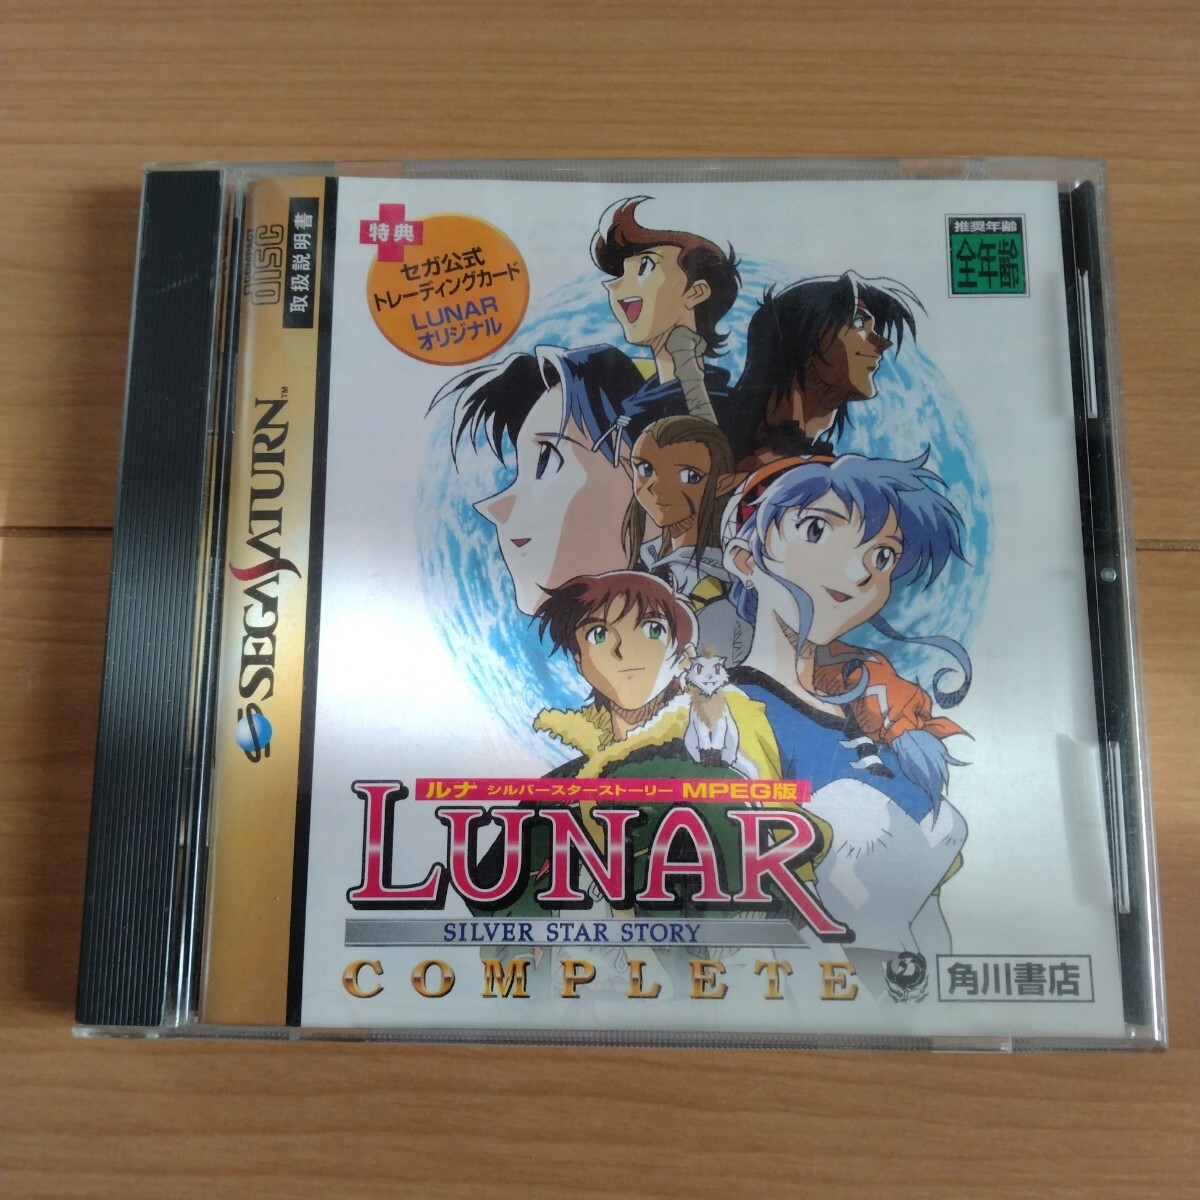 COMPACT
DISC
取扱説明書
SEGA SATURN™
特典
セガ公式
トレーディングカード
LUNAR
オリジナル
推奨年齢
全年齢
ルナ シルバースターストーリー MPEG版
LUNAR
SILVER STAR STORY
COMPLETE
角川書店